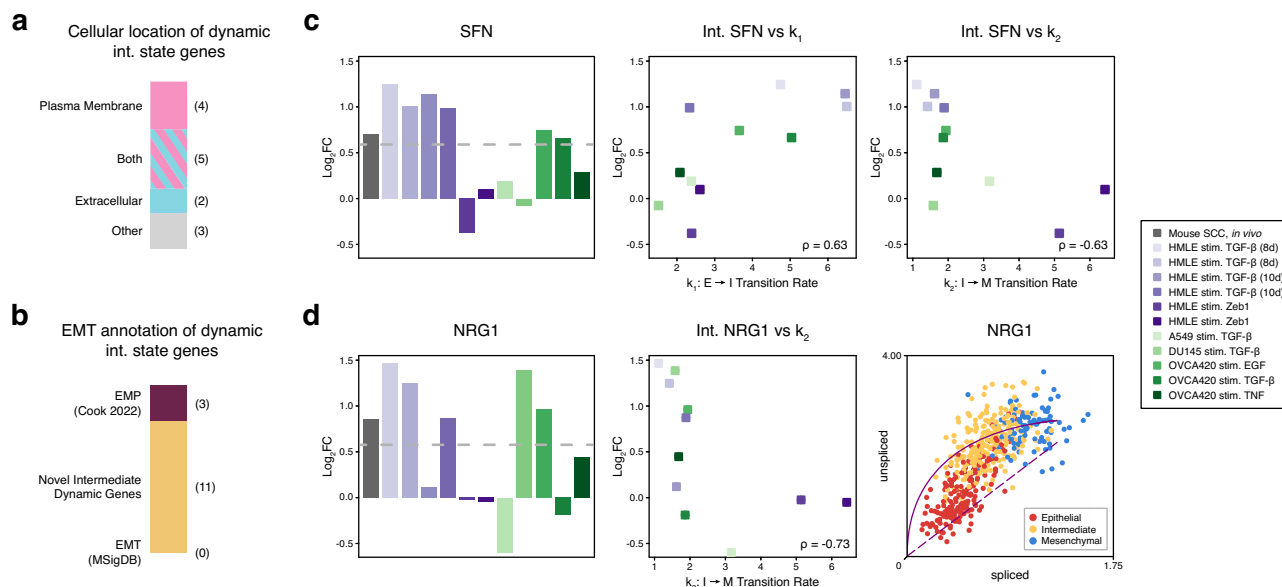 a
Cellular location of dynamic
int. state genes
Plasma Membrane
(4)
Both
(5)
Extracellular
(2)
Other
(3)
b
EMT annotation of dynamic
int. state genes
EMP
(Cook 2022)
(3)
Novel Intermediate
Dynamic Genes
(11)
EMT
(MSigDB)
(0)
c
SFN
Log2FC
1.5
1.0
0.5
0.0
-0.5
Int. SFN vs k1
Log2FC
1.5
1.0
0.5
0.0
-0.5
ρ = 0.63
2 3 4 5 6
k1: E → I Transition Rate
Int. SFN vs k2
Log2FC
1.5
1.0
0.5
0.0
-0.5
ρ = -0.63
1 2 3 4 5 6
k2: I → M Transition Rate
d
NRG1
Log2FC
1.5
1.0
0.5
0.0
-0.5
Int. NRG1 vs k2
Log2FC
1.5
1.0
0.5
0.0
-0.5
ρ = -0.73
1 2 3 4 5 6
k2: I → M Transition Rate
NRG1
4.00
unspliced
Epithelial
Intermediate
Mesenchymal
0
1.75
spliced
Mouse SCC, in vivo
HMLE stim. TGF-β (8d)
HMLE stim. TGF-β (8d)
HMLE stim. TGF-β (10d)
HMLE stim. TGF-β (10d)
HMLE stim. Zeb1
HMLE stim. Zeb1
A549 stim. TGF-β
DU145 stim. TGF-β
OVCA420 stim. EGF
OVCA420 stim. TGF-β
OVCA420 stim. TNF